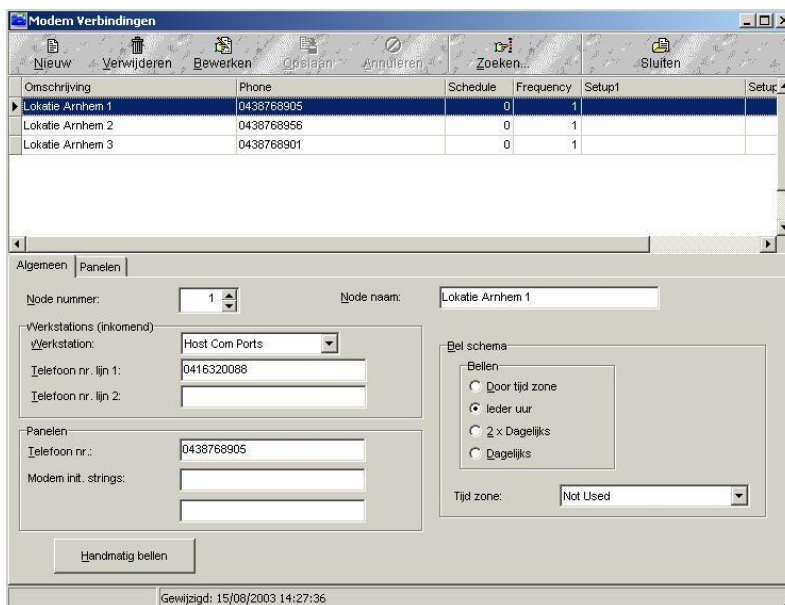 Modem Verbindingen
Nieuw Verwijderen Bewerken Opslaan Annuleren Zoeken... Sluiten
Omschrijving Phone Schedule Frequency Setup1 Setup
Lokatie Arnhem 1 0438768905 0 1
Lokatie Arnhem 2 0438768956 0 1
Lokatie Arnhem 3 0438768901 0 1
Algemeen Panelen
Node nummer: 1 Node naam: Lokatie Arnhem 1
Werkstations (inkomend)
Werkstation: Host Com Ports
Telefoon nr. lijn 1: 0416320088
Telefoon nr. lijn 2:
Bel schema
Bellen
Door tijd zone
Ieder uur
2 x Dagelijks
Dagelijks
Panelen
Telefoon nr.: 0438768905
Modem init. strings:
Tijd zone: Not Used
Handmatig bellen
Gewijzigd: 15/08/2003 14:27:36